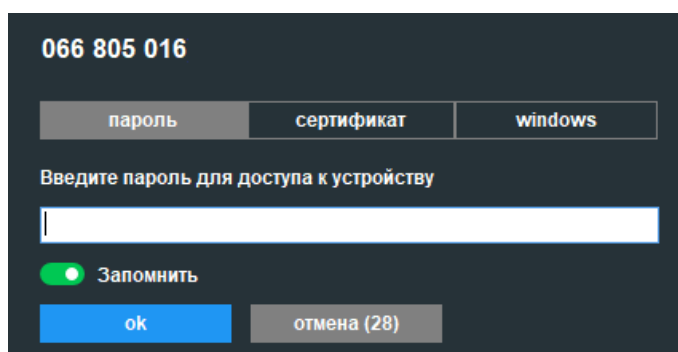 066 805 016
пароль сертификат windows
Введите пароль для доступа к устройству
Запомнить
ok отмена (28)